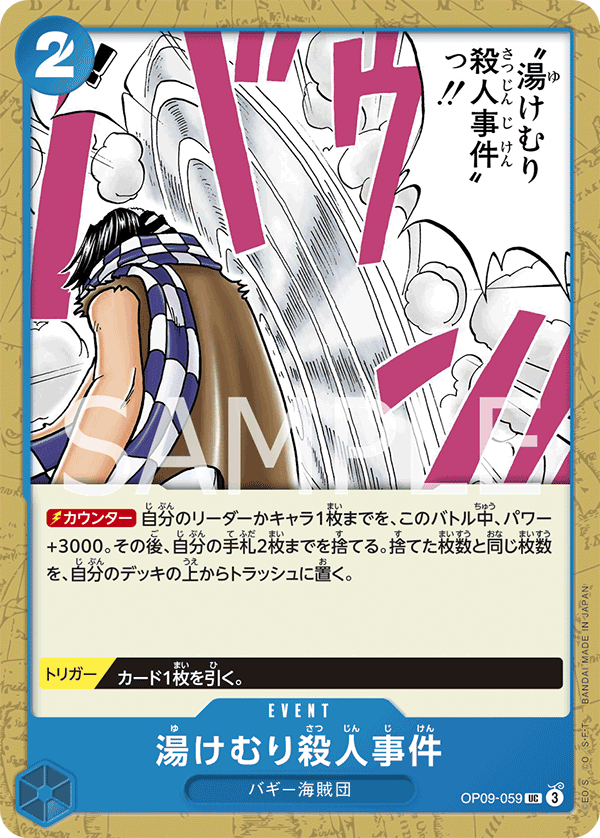 2
"湯けむり
殺人事件"
っ!!
ドドウ
SAMPLE
カウンター 自分のリーダーかキャラ1枚までを、このバトル中、パワー
+3000。その後、自分の手札2枚までを捨てる。捨てた枚数と同じ枚数
を、自分のデッキの上からトラッシュに置く。
トリガー カード1枚を引く。
EVENT
湯けむり殺人事件
バギー海賊団
OP09-059 UC 3
BANDAI MADE IN JAPAN